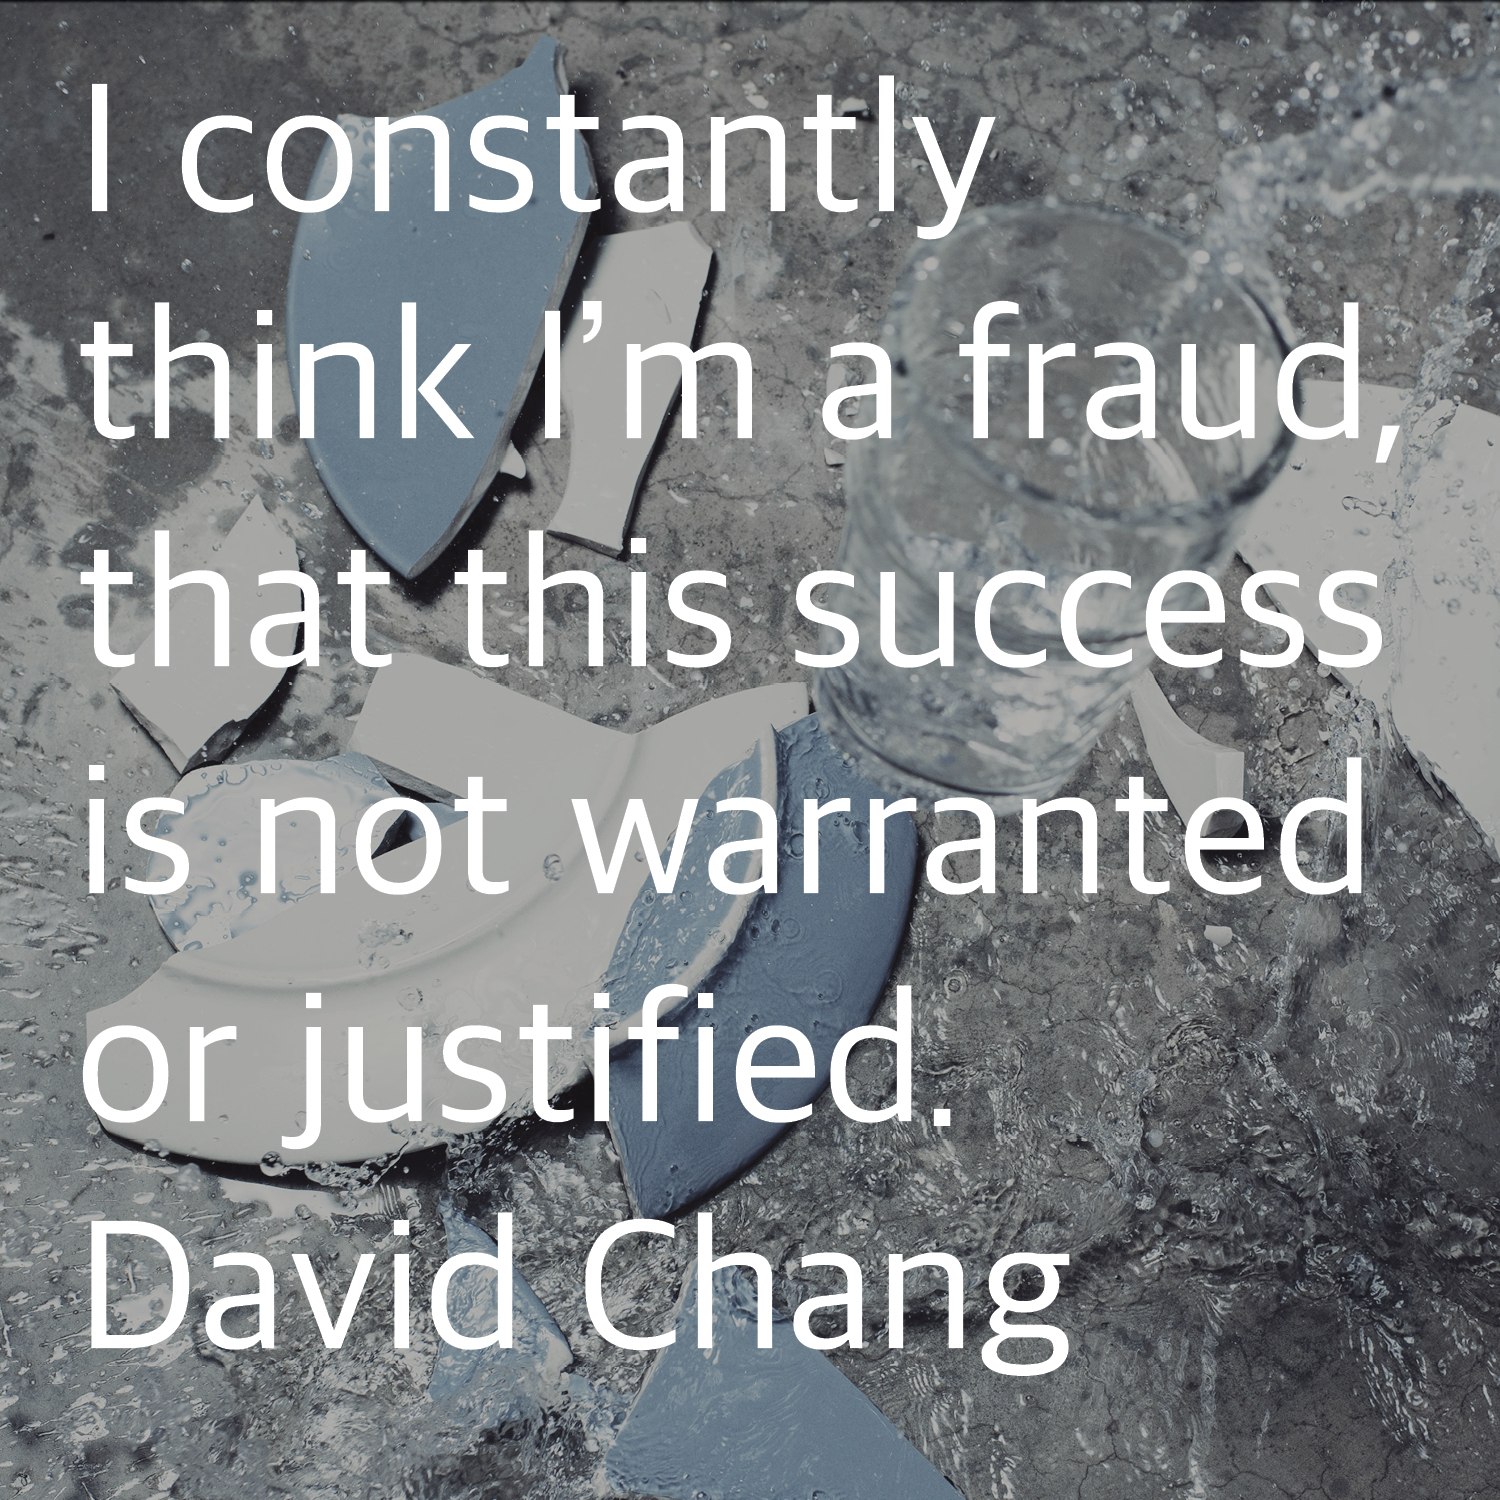 I constantly
think I’m a fraud,
that this success
is not warranted
or justified.
David Chang